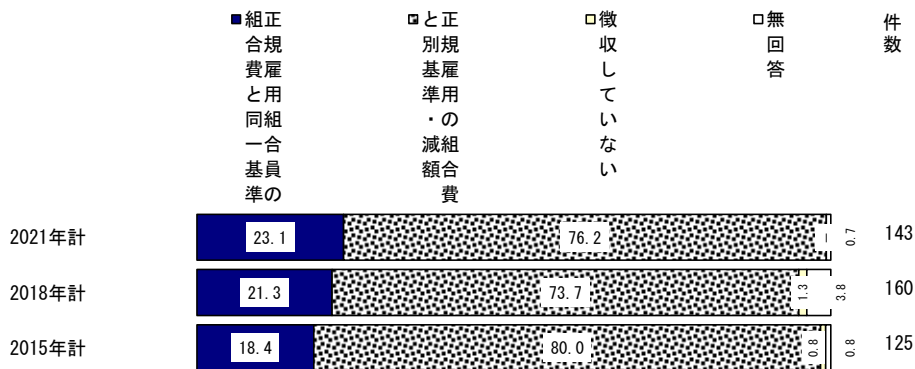 ■正規雇用組合員の
組合費と同一基準
正規雇用の組合費
と別基準・減額
徴収していない
□無回答
件数
2021年計 23.1 76.2 - 0.7 143
2018年計 21.3 73.7 1.3 3.8 160
2015年計 18.4 80.0 0.8 0.8 125